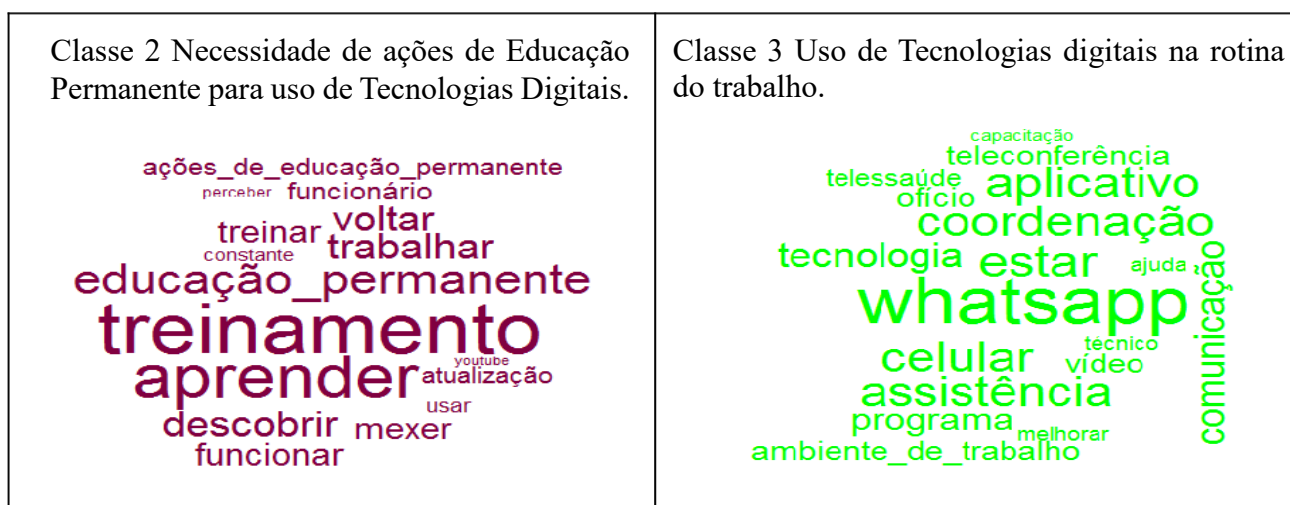 Classe 2 Necessidade de ações de Educação
Permanente para uso de Tecnologias Digitais.
ações_de_educação_permanente
perceber funcionário
treinar voltar
constante trabalhar
educação_permanente
treinamento
aprender youtube
atualização
usar
descobrir mexer
funcionar
Classe 3 Uso de Tecnologias digitais na rotina
do trabalho.
capacitação
teleconferência
telessaúde aplicativo
ofício
coordenação
tecnologia estar ajuda
whatsapp
comunicação
técnico
celular vídeo
assistência
programa melhorar
ambiente_de_trabalho